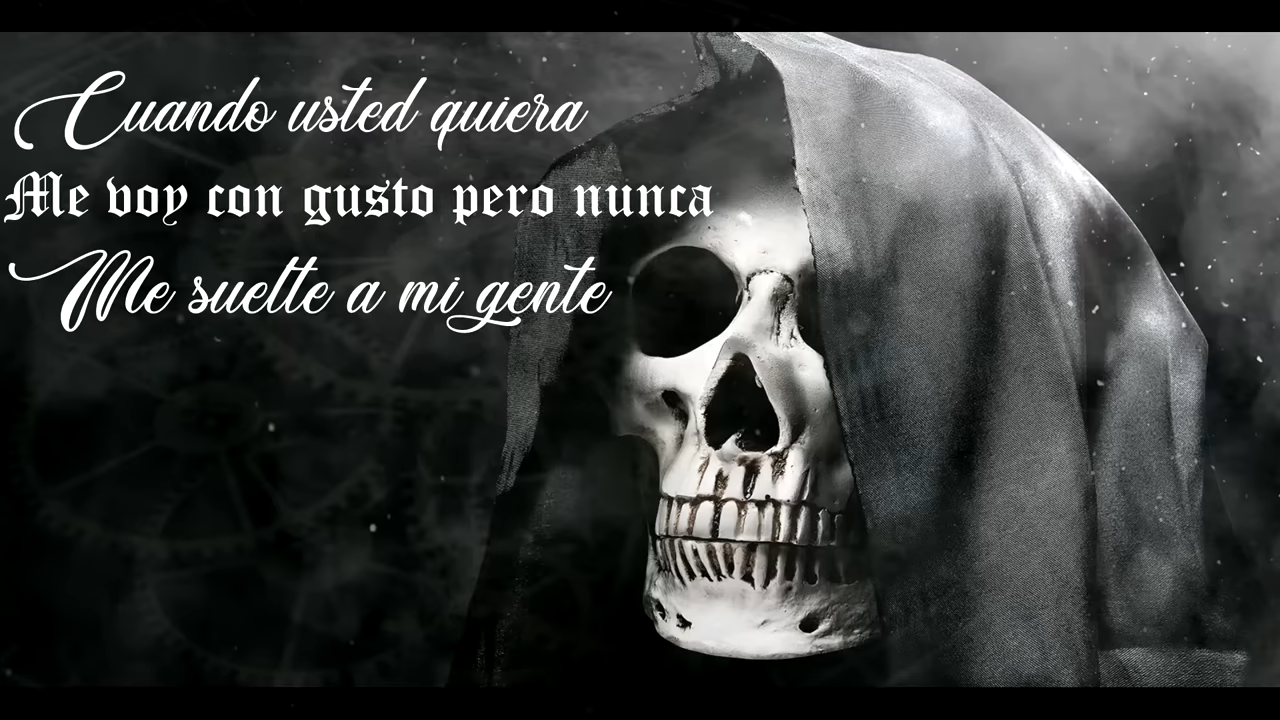 Cuando usted quiera
Me voy con gusto pero nunca
Me suelte a mi gente